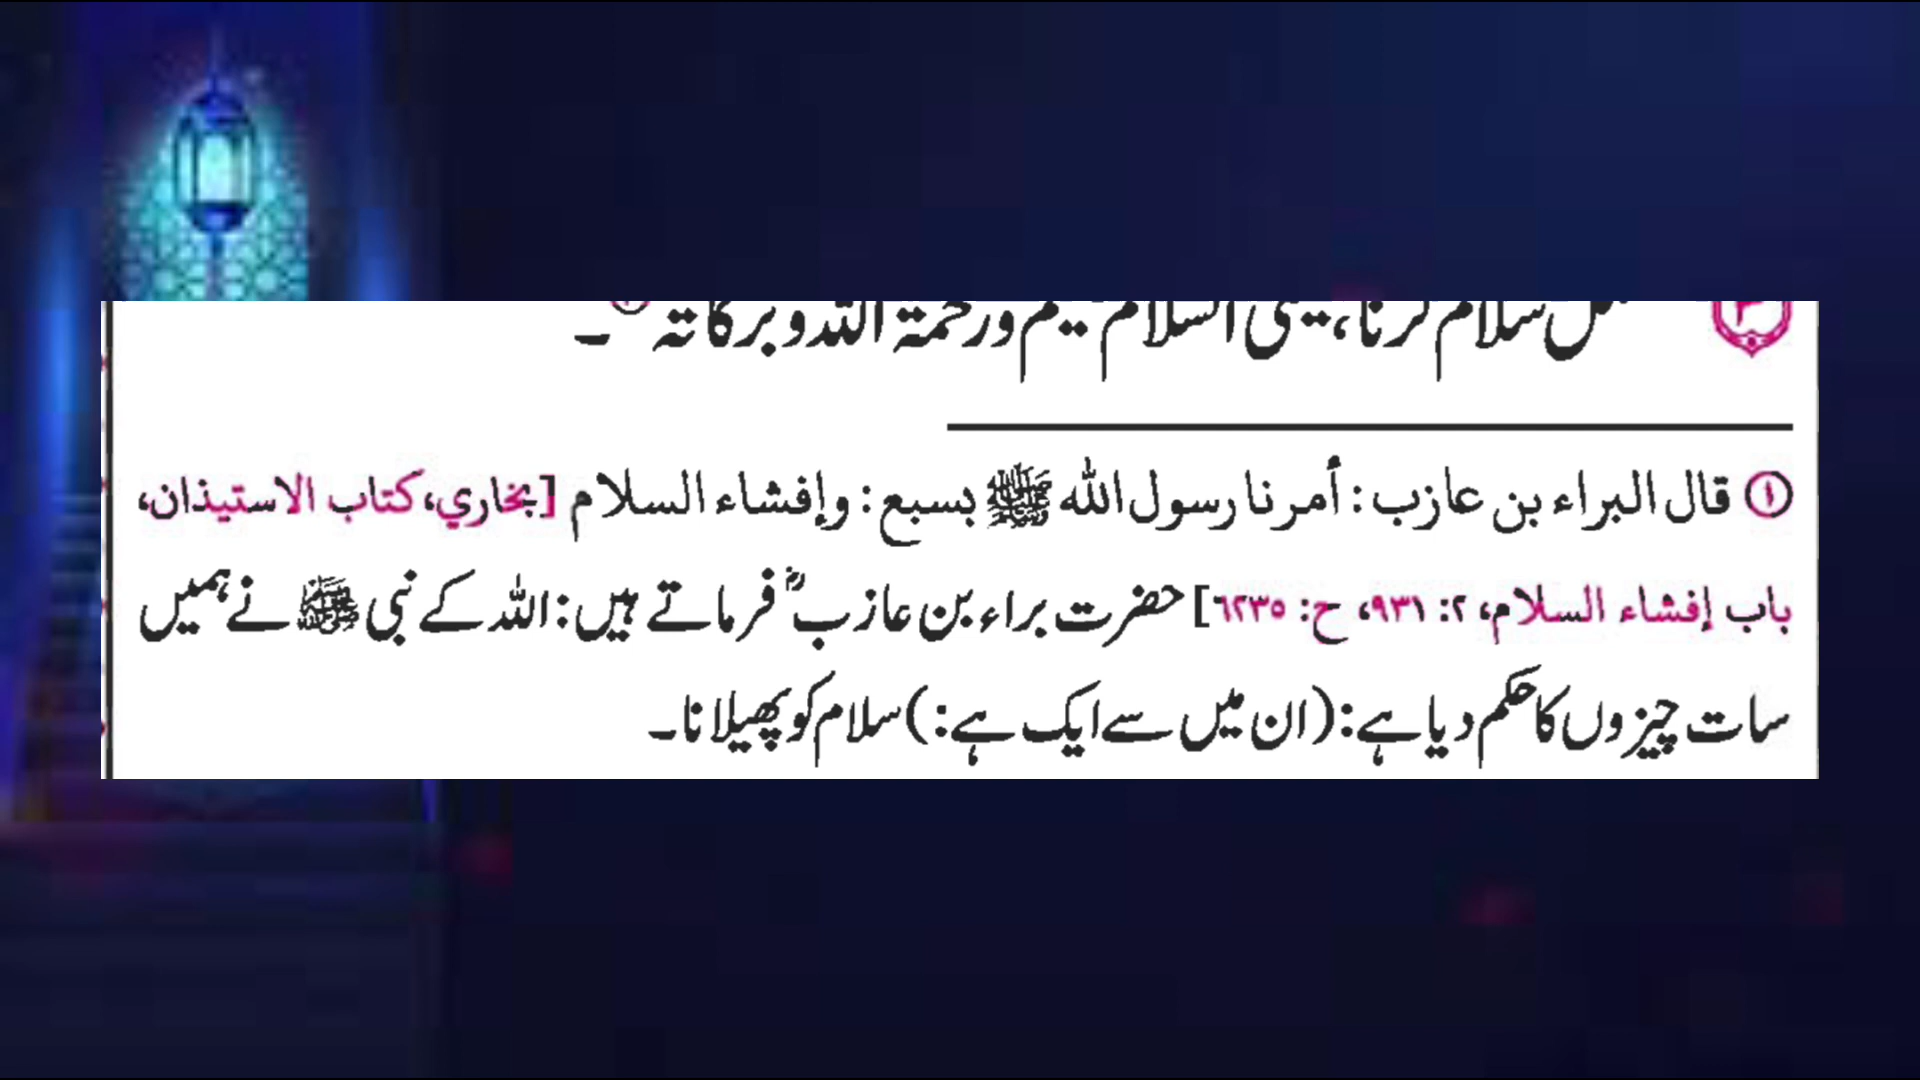 سلام کرنا، یعنی السلام علیکم ورحمۃ اللہ وبرکاتہ ۔
① قال البراء بن عازب: أمرنا رسول الله ﷺ بسبع: وإفشاء السلام [بخاري، كتاب الاستيذان،
باب إفشاء السلام، ٢: ٩٣١، ح: ٦٢٣٥] حضرت براء بن عازبؓ فرماتے ہیں: اللہ کے نبی ﷺ نے ہمیں
سات چیزوں کا حکم دیا ہے: (ان میں سے ایک ہے:) سلام کو پھیلانا۔